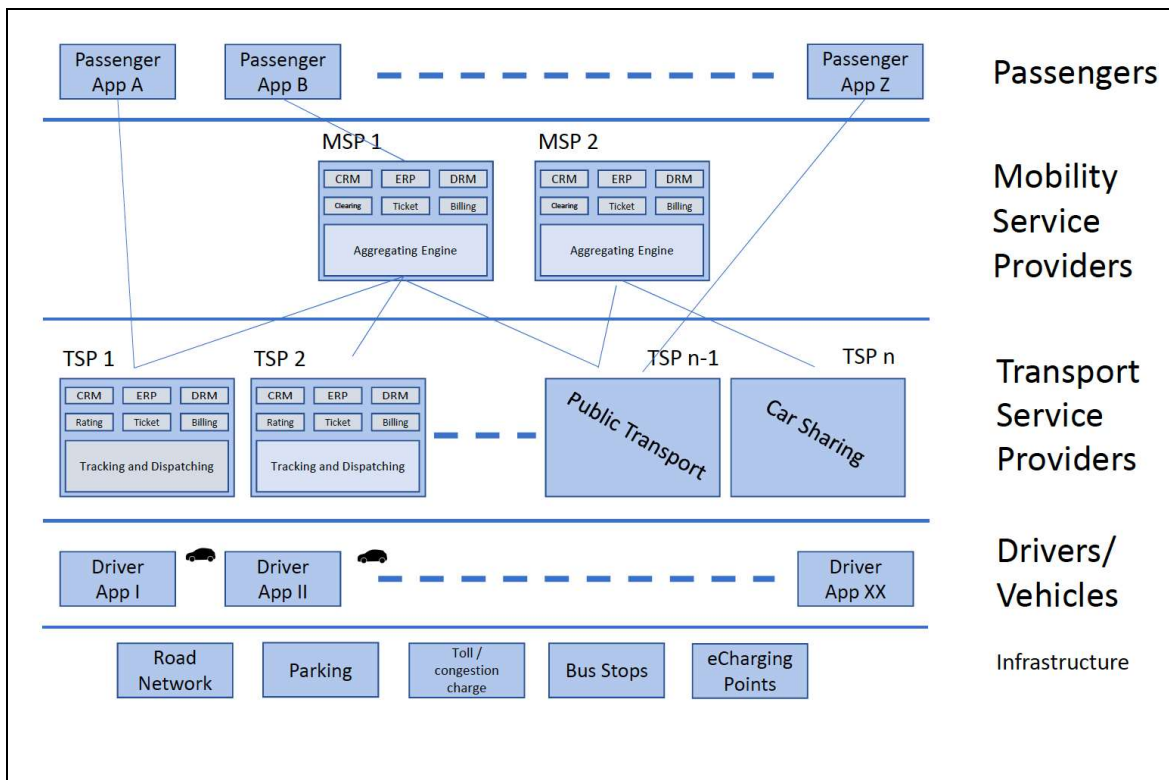 Passenger
App A
Passenger
App B
Passenger
App Z
Passengers
MSP 1
MSP 2
CRM
ERP
DRM
Clearing
Ticket
Billing
Aggregating Engine
CRM
ERP
DRM
Clearing
Ticket
Billing
Aggregating Engine
Mobility
Service
Providers
TSP 1
TSP 2
TSP n-1
TSP n
CRM
ERP
DRM
Rating
Ticket
Billing
Tracking and Dispatching
CRM
ERP
DRM
Rating
Ticket
Billing
Tracking and Dispatching
Public Transport
Car Sharing
Transport
Service
Providers
Driver
App I
Driver
App II
Driver
App XX
Drivers/
Vehicles
Road
Network
Parking
Toll /
congestion
charge
Bus Stops
eCharging
Points
Infrastructure